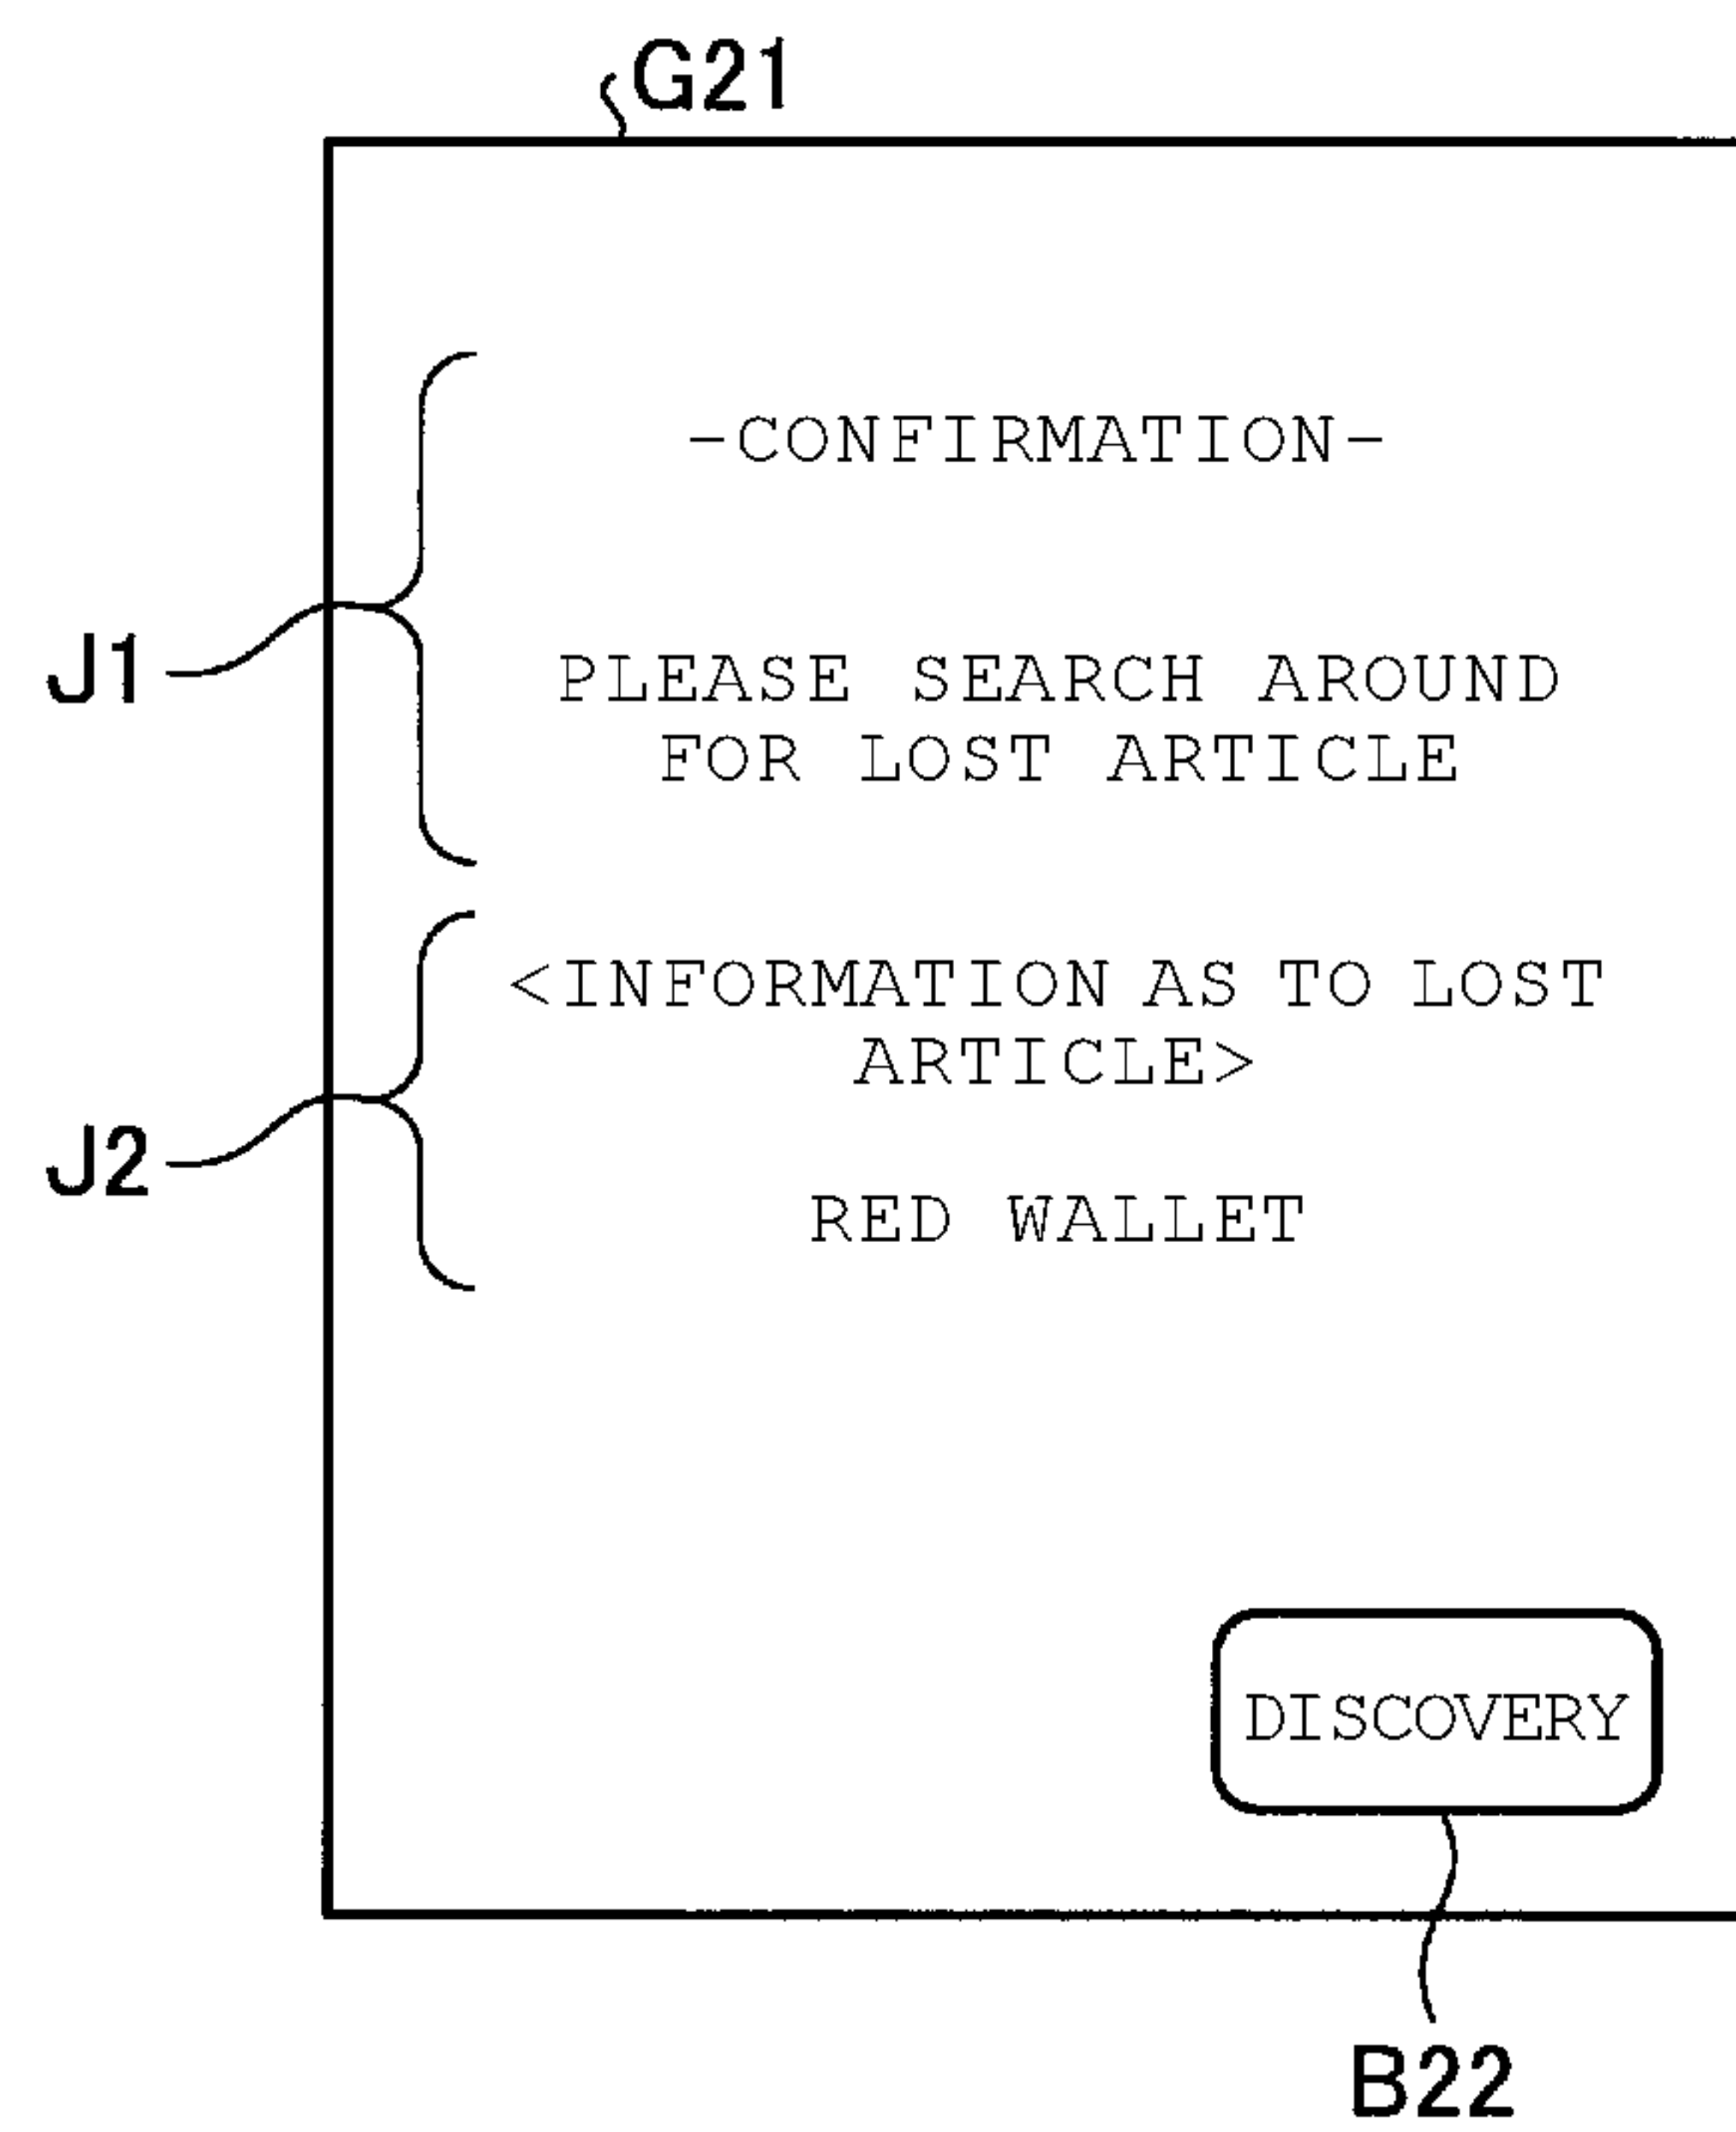 G21
-CONFIRMATION-
J1
PLEASE SEARCH AROUND
FOR LOST ARTICLE
<INFORMATION AS TO LOST
ARTICLE>
J2
RED WALLET
DISCOVERY
B22